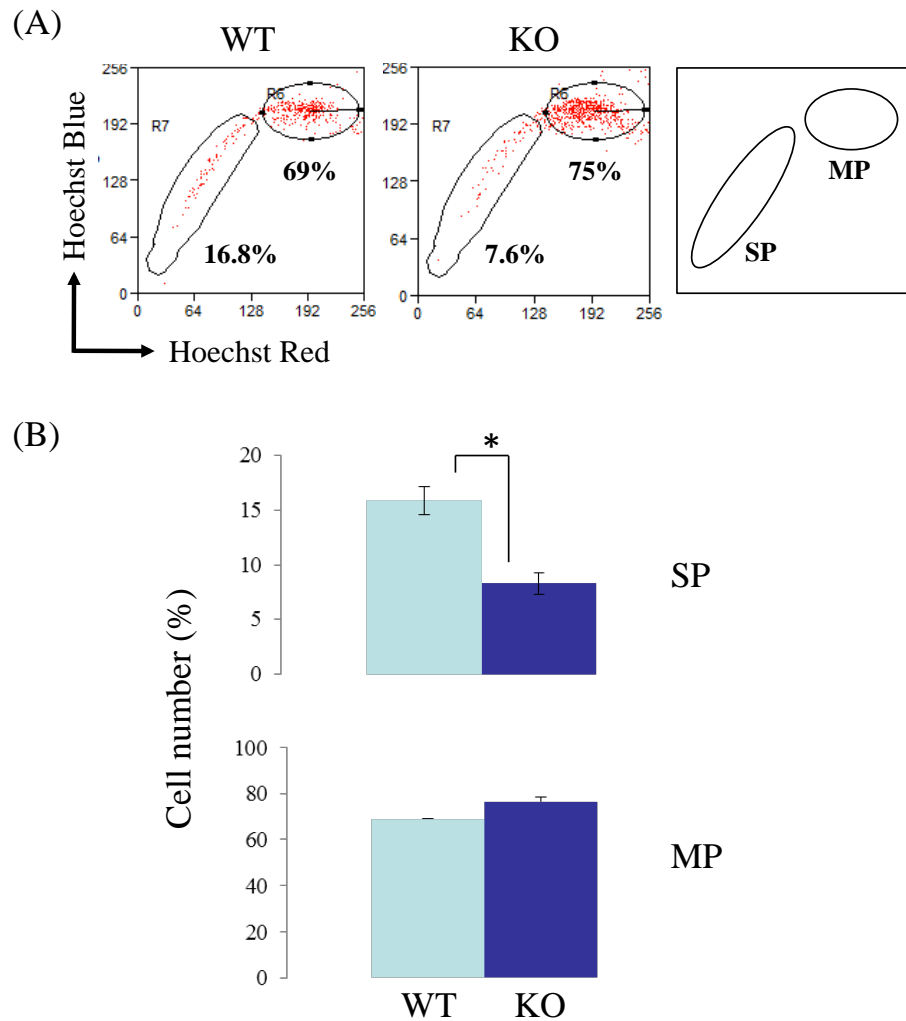 (A)
WT KO
Hoechst Blue
256 256
R6 R6
192 R7 192 R7
69% 75% MP
128 128
64 16.8% 64 7.6% SP
0 0
0 64 128 192 256 0 64 128 192 256
Hoechst Red
(B)
Cell number (%)
20 *
15
10 SP
5
0
100
80
60 MP
40
20
0
WT KO